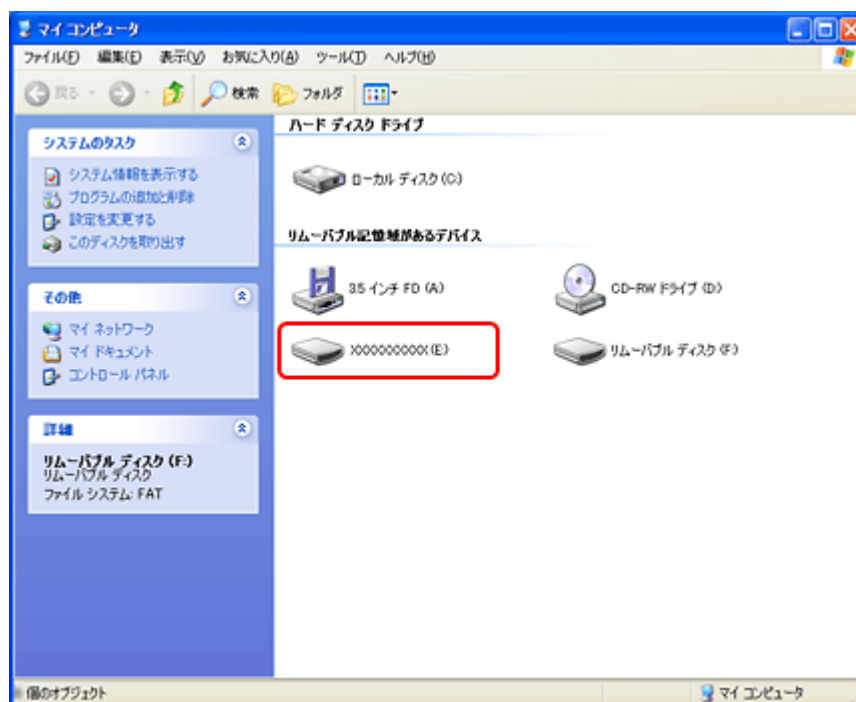 マイ コンピュータ
ファイル(F) 編集(E) 表示(V) お気に入り(A) ツール(T) ヘルプ(H)
戻る 検索 フォルダ
システムのタスク
システム情報を表示する
プログラムの追加と削除
設定を変更する
このディスクを取り出す
その他
マイ ネットワーク
マイ ドキュメント
コントロール パネル
詳細
リムーバブル ディスク (F:)
リムーバブル ディスク
ファイル システム: FAT
ハード ディスク ドライブ
ローカル ディスク (C:)
リムーバブル記憶域があるデバイス
3.5 インチ FD (A:)
CD-RW ドライブ (D:)
XXXXXXXXXX (E:)
リムーバブル ディスク (F:)
個のオブジェクト
マイ コンピュータ